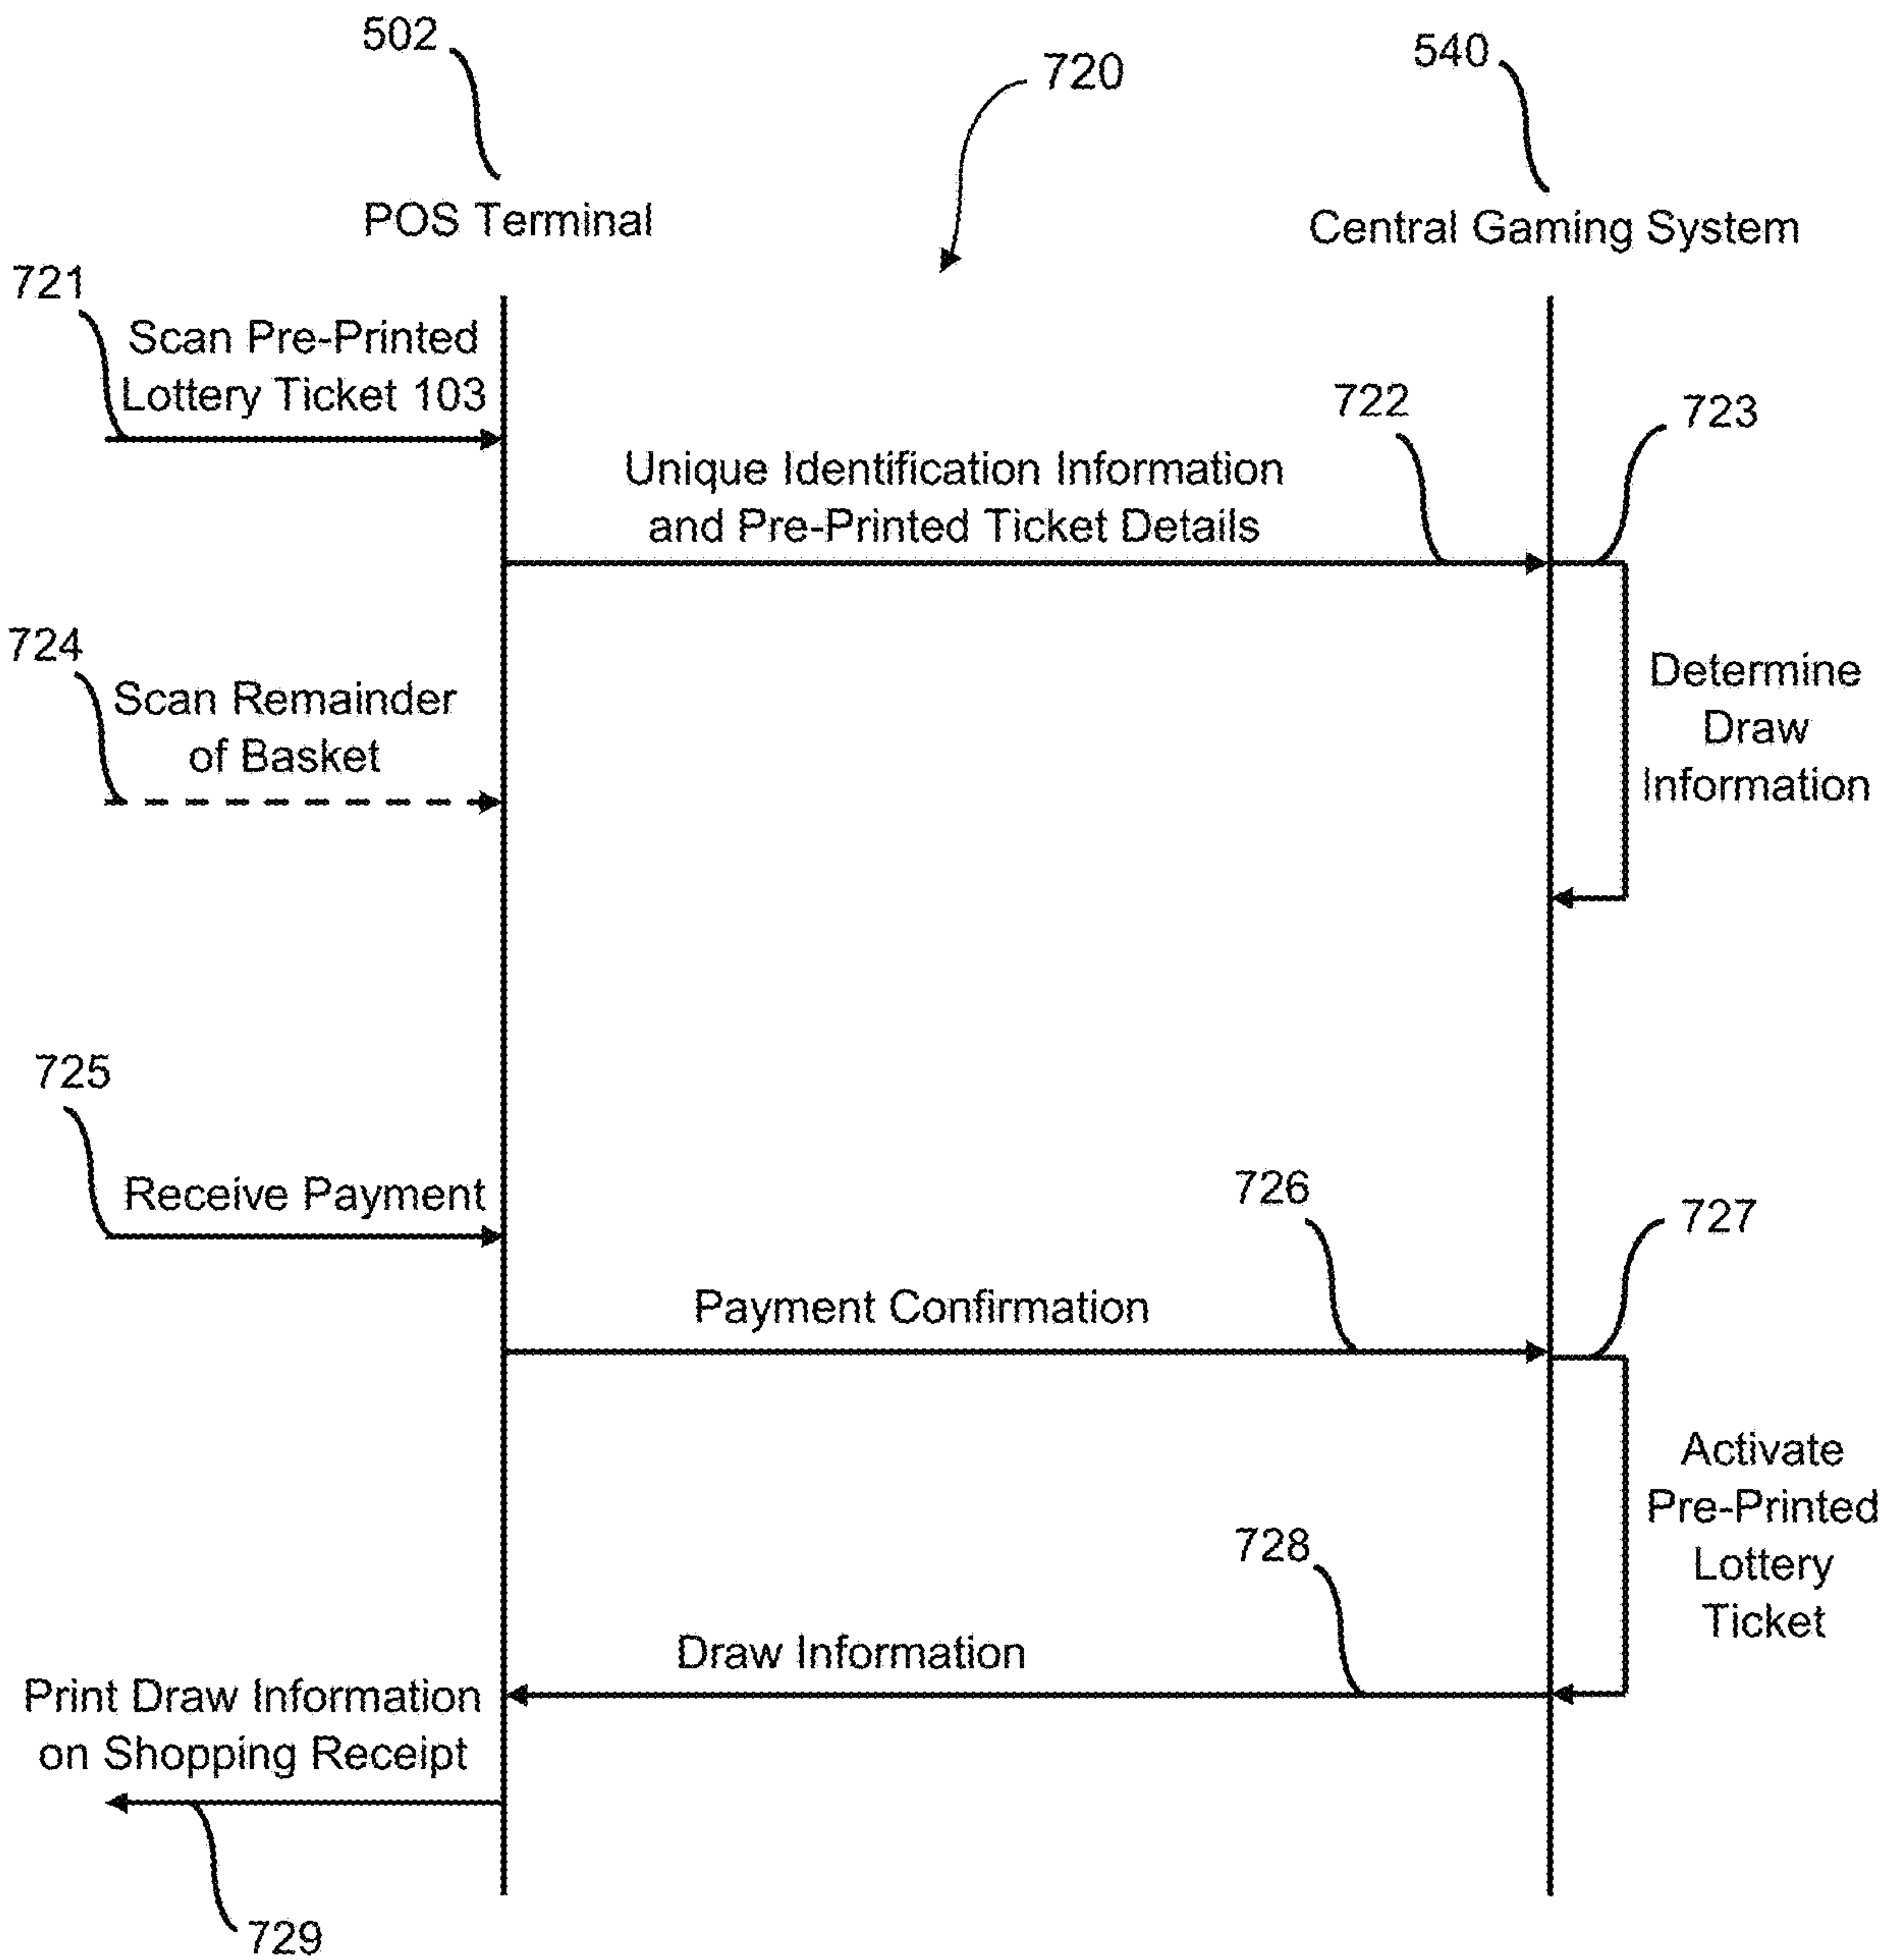 502
720
540
POS Terminal
Central Gaming System
721
Scan Pre-Printed
Lottery Ticket 103
722
723
Unique Identification Information
and Pre-Printed Ticket Details
724
Scan Remainder
of Basket
Determine
Draw
Information
725
Receive Payment
726
727
Payment Confirmation
Activate
Pre-Printed
Lottery
Ticket
728
Draw Information
Print Draw Information
on Shopping Receipt
729